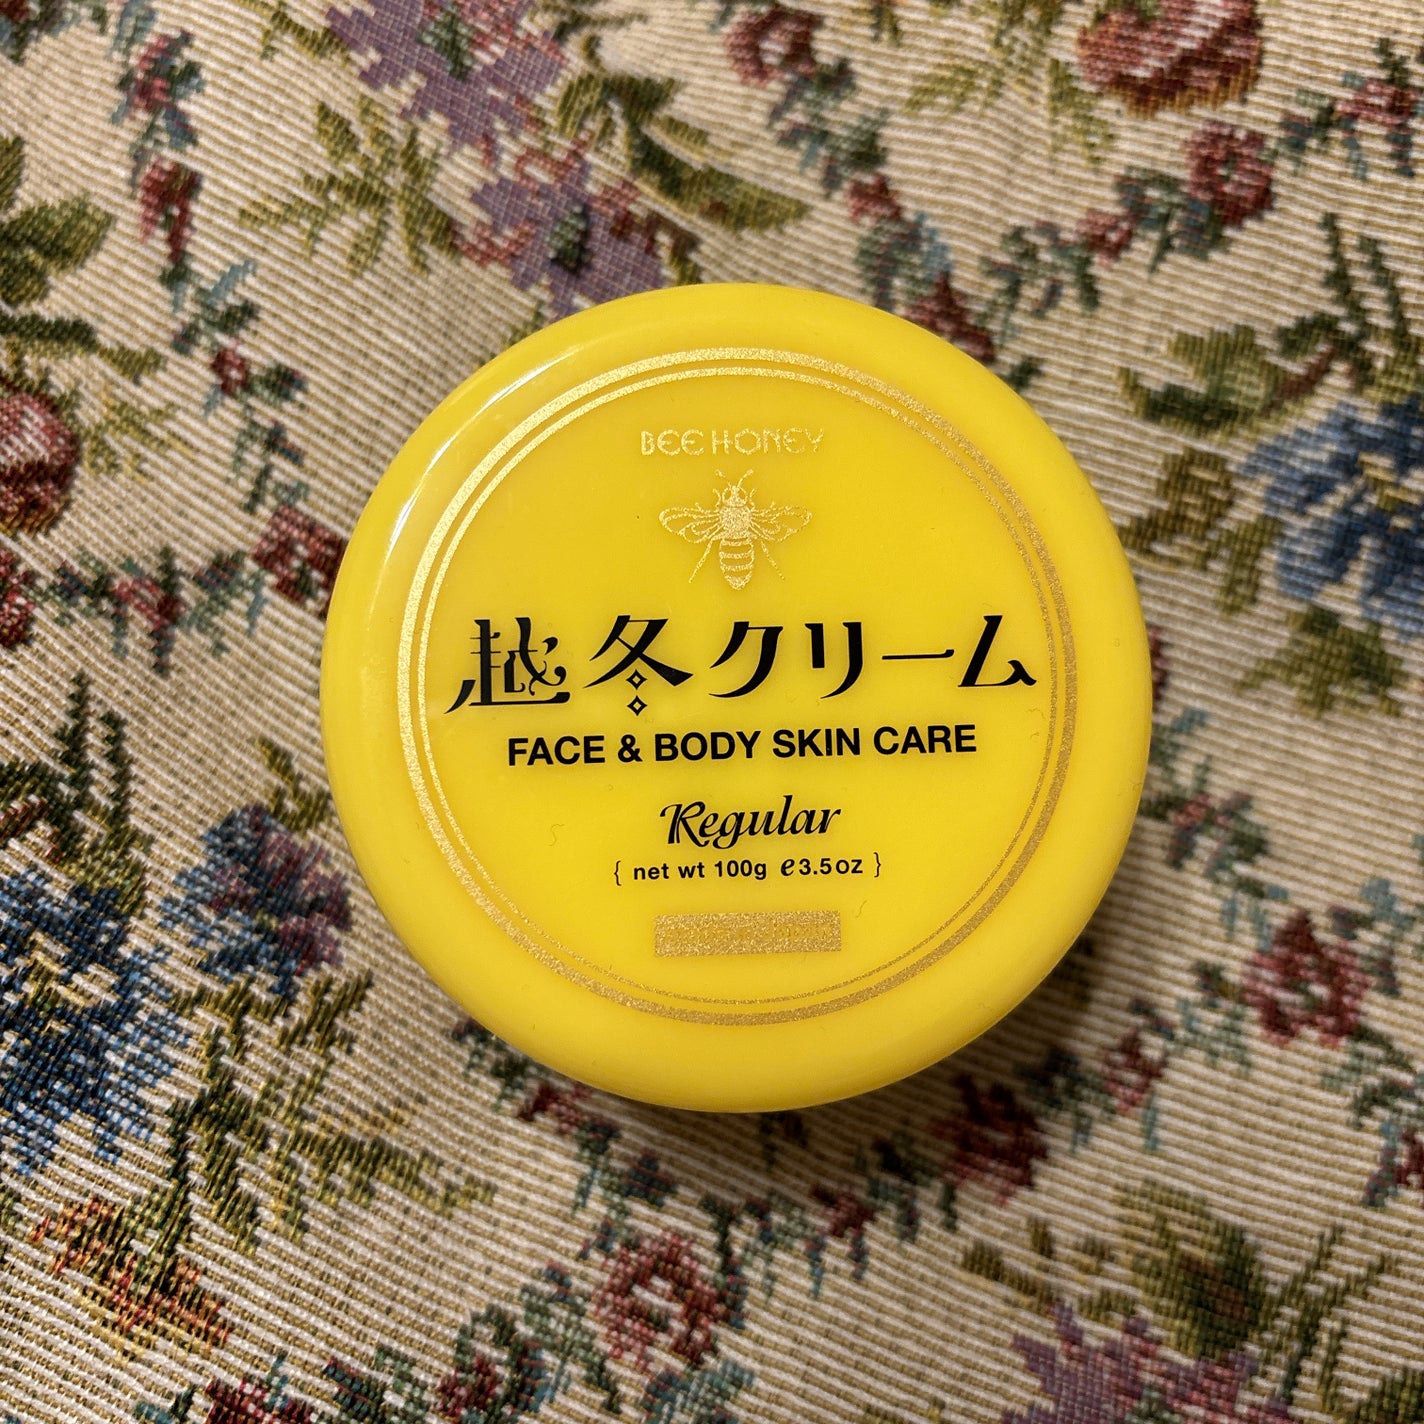 BEE HONEY
越冬クリーム
FACE & BODY SKIN CARE
Regular
{ net wt 100g ℮3.5oz }